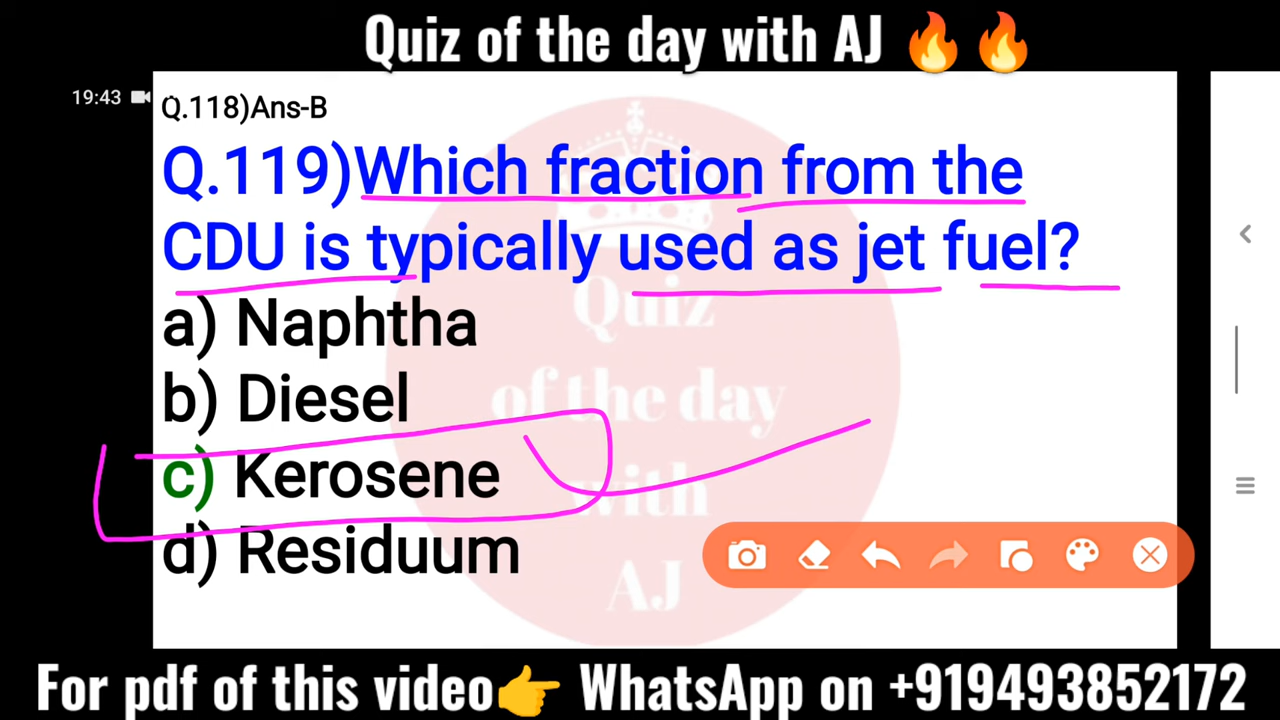 Quiz of the day with AJ 🔥🔥
19:43
Q.118)Ans-B
Q.119)Which fraction from the
CDU is typically used as jet fuel?
a) Naphtha
b) Diesel
c) Kerosene
d) Residuum
Quiz
of the day
with
AJ
For pdf of this video👉 WhatsApp on +919493852172